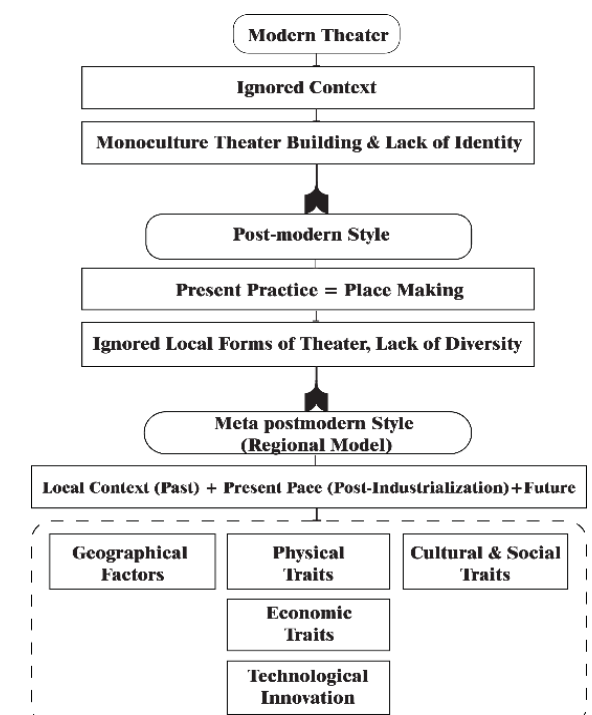 Modern Theater
Ignored Context
Monoculture Theater Building & Lack of Identity
Post-modern Style
Present Practice = Place Making
Ignored Local Forms of Theater, Lack of Diversity
Meta postmodern Style
(Regional Model)
Local Context (Past) + Present Pace (Post-Industrialization)+Future
Geographical
Factors
Physical
Traits
Cultural & Social
Traits
Economic
Traits
Technological
Innovation